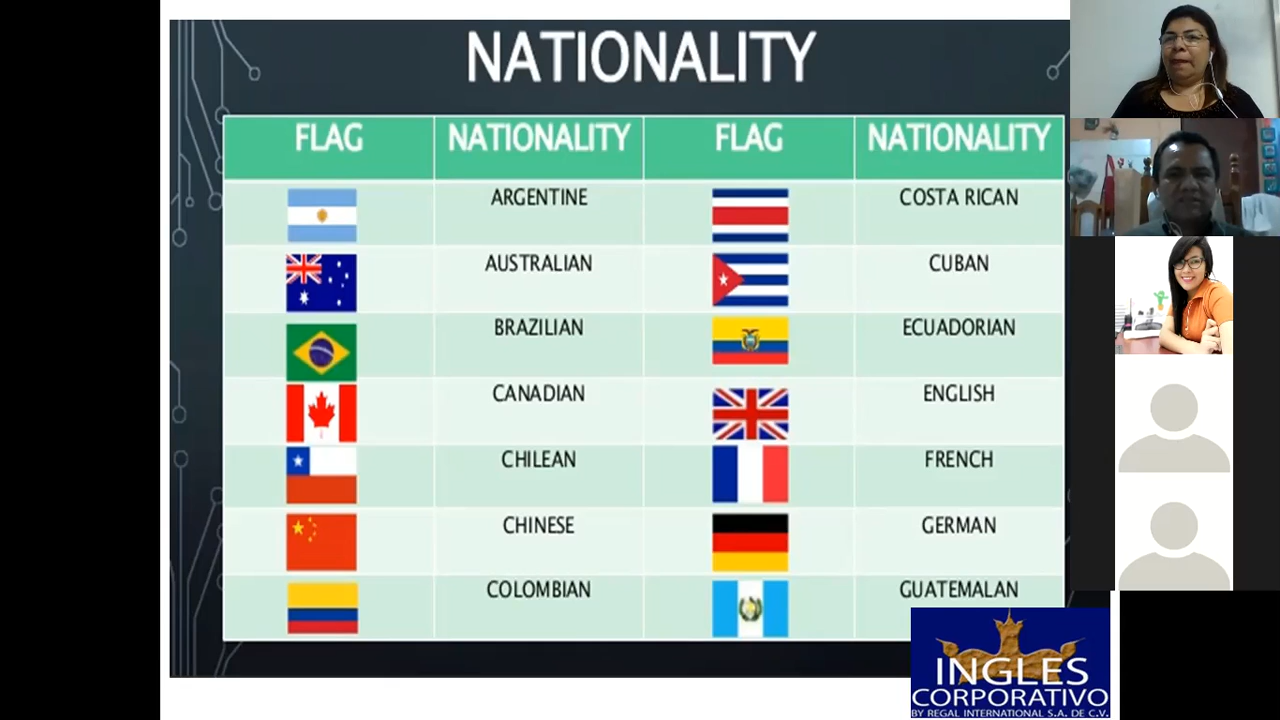 NATIONALITY
FLAG NATIONALITY FLAG NATIONALITY
ARGENTINE COSTA RICAN
AUSTRALIAN CUBAN
BRAZILIAN ECUADORIAN
CANADIAN ENGLISH
CHILEAN FRENCH
CHINESE GERMAN
COLOMBIAN GUATEMALAN
INGLES
CORPORATIVO
BY REGAL INTERNATIONAL S.A. DE C.V.